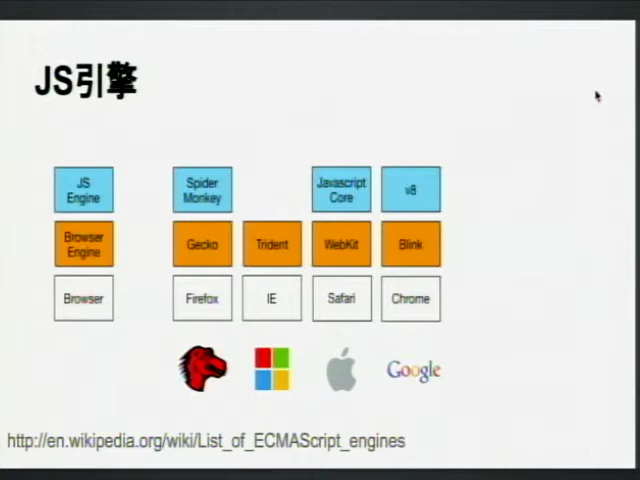 JS引擎
JS
Engine
Spider
Monkey
Javascript
Core
v8
Browser
Engine
Gecko
Trident
WebKit
Blink
Browser
Firefox
IE
Safari
Chrome
Google
http://en.wikipedia.org/wiki/List_of_ECMAScript_engines